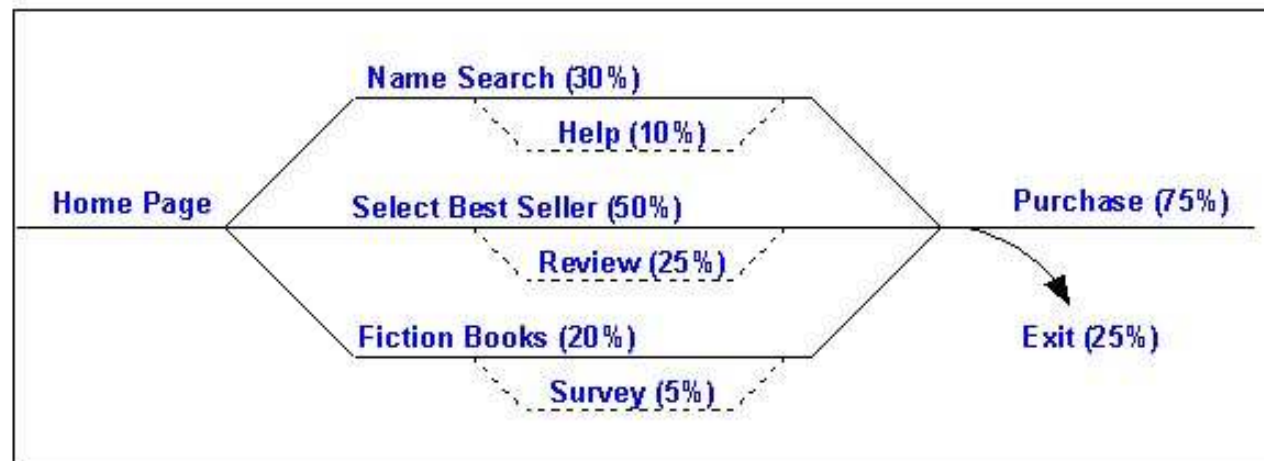 Name Search (30%)
Help (10%)
Home Page
Select Best Seller (50%)
Purchase (75%)
Review (25%)
Fiction Books (20%)
Exit (25%)
Survey (5%)